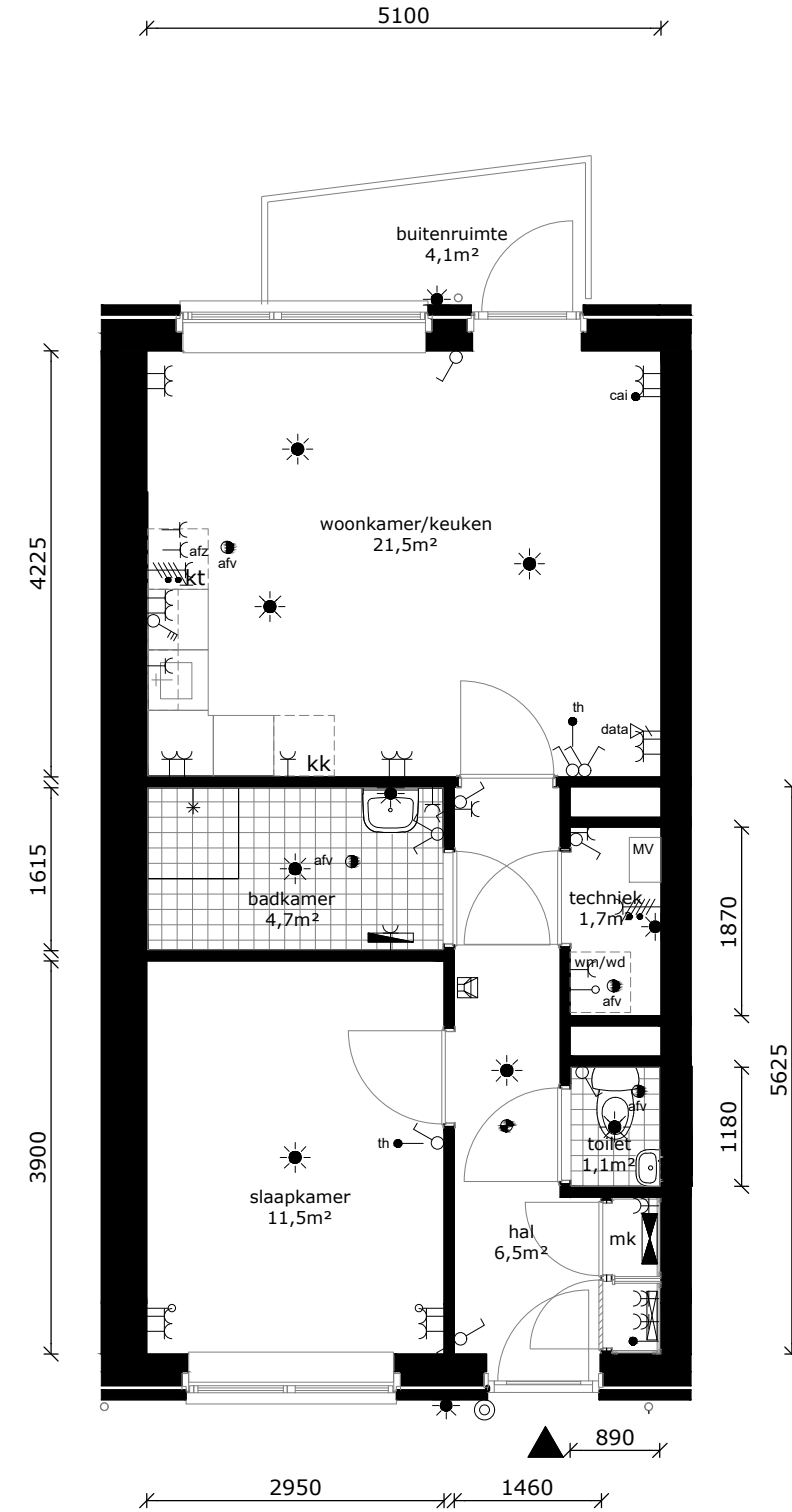 5100
buitenruimte
4,1m²
cai
woonkamer/keuken
21,5m²
afz
afv
kt
4225
th
data
kk
MV
afv
badkamer
4,7m²
1615
techniek
1,7m²
1870
wm/wd
afv
5625
afv
1180
toilet
1,1m²
th
3900
slaapkamer
11,5m²
hal
6,5m²
mk
890
2950
1460